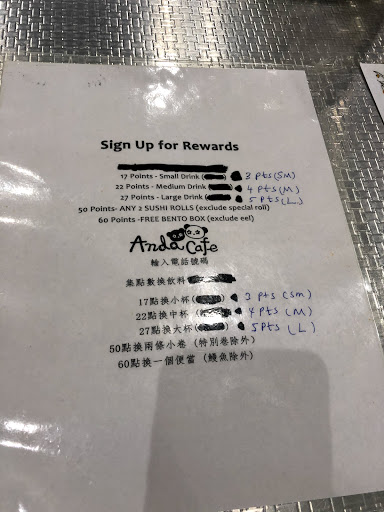 Sign Up for Rewards
17 Points - Small Drink ( 3 pts (SM)
22 Points - Medium Drink ( 4 pts (M)
27 Points - Large Drink ( 5 pts (L)
50 Points- ANY 2 SUSHI ROLLS (exclude special roll)
60 Points -FREE BENTO BOX (exclude eel)
Anda Cafe
輸入電話號碼
集點數換飲料
17點換小杯( 3 pts (Sm)
22點換中杯( 4 pts (M)
27點換大杯( 5 pts (L)
50點換兩條小卷 (特別卷除外)
60點換一個便當 (鰻魚除外)